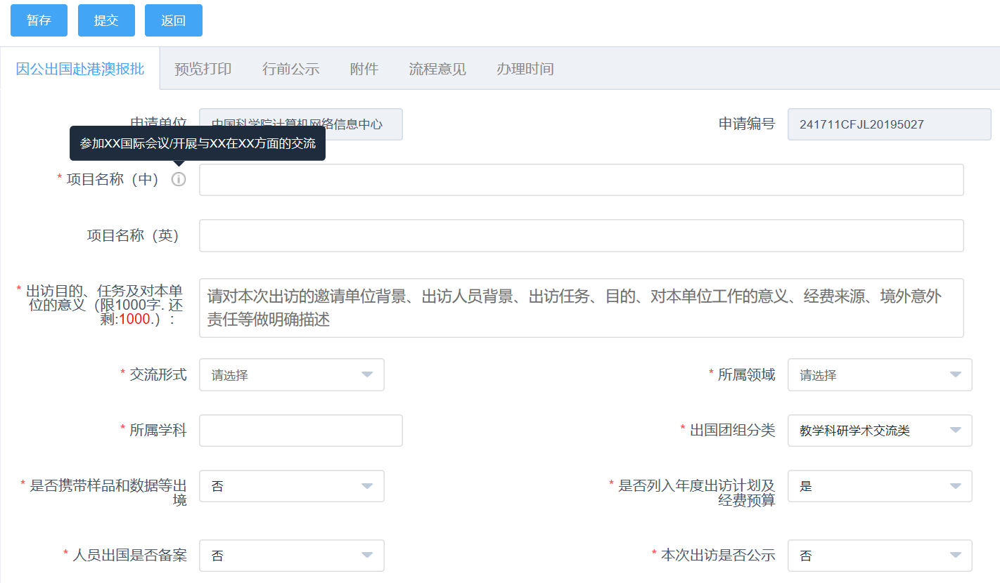 暂存 提交 返回
因公出国赴港澳报批 预览打印 行前公示 附件 流程意见 办理时间
申请单位 中国科学院计算机网络信息中心 申请编号 241711CFJL20195027
参加XX国际会议/开展与XX在XX方面的交流
* 项目名称（中）
项目名称（英）
* 出访目的、任务及对本单
位的意义（限1000字. 还
剩:1000.）：
请对本次出访的邀请单位背景、出访人员背景、出访任务、目的、对本单位工作的意义、经费来源、境外意外
责任等做明确描述
* 交流形式 请选择 * 所属领域 请选择
* 所属学科 * 出国团组分类 教学科研学术交流类
* 是否携带样品和数据等出
境 否 * 是否列入年度出访计划及
经费预算 是
* 人员出国是否备案 否 * 本次出访是否公示 否